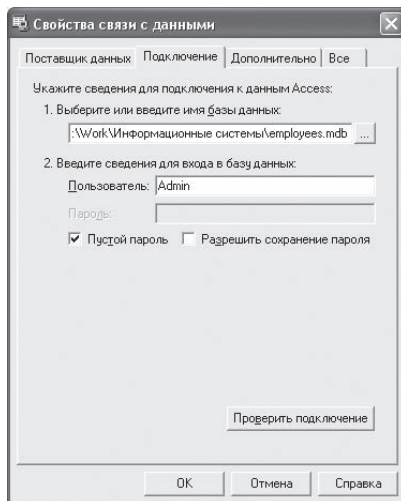 Свойства связи с данными
Поставщик данных Подключение Дополнительно Все
Укажите сведения для подключения к данным Access:
1. Выберите или введите имя базы данных:
:\Work\Информационные системы\employees.mdb ...
2. Введите сведения для входа в базу данных:
Пользователь: Admin
Пароль:
Пустой пароль Разрешить сохранение пароля
Проверить подключение
OK Отмена Справка